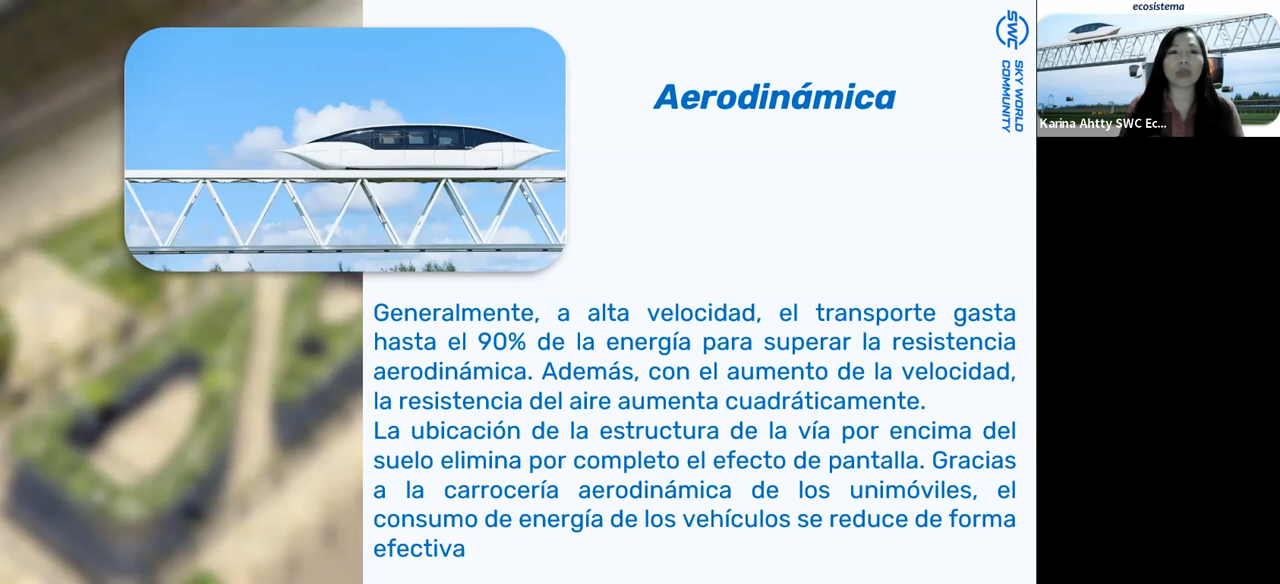 Aerodinámica
SWC
SKY WORLD
COMMUNITY
ecosistema
Karina Ahtty SWC Ec...
Generalmente, a alta velocidad, el transporte gasta
hasta el 90% de la energía para superar la resistencia
aerodinámica. Además, con el aumento de la velocidad,
la resistencia del aire aumenta cuadráticamente.
La ubicación de la estructura de la vía por encima del
suelo elimina por completo el efecto de pantalla. Gracias
a la carrocería aerodinámica de los unimóviles, el
consumo de energía de los vehículos se reduce de forma
efectiva